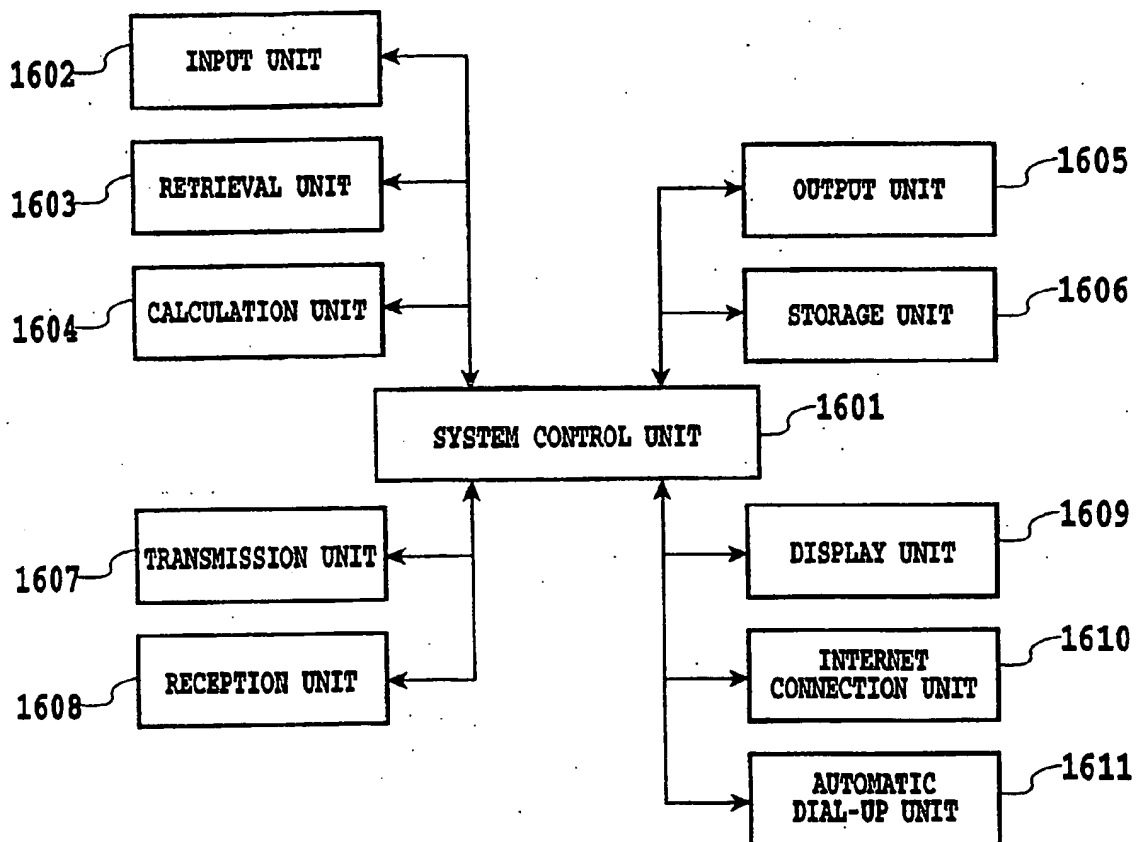 1602
INPUT UNIT
1603
RETRIEVAL UNIT
1604
CALCULATION UNIT
1605
OUTPUT UNIT
1606
STORAGE UNIT
1601
SYSTEM CONTROL UNIT
1607
TRANSMISSION UNIT
1608
RECEPTION UNIT
1609
DISPLAY UNIT
1610
INTERNET
CONNECTION UNIT
1611
AUTOMATIC
DIAL-UP UNIT